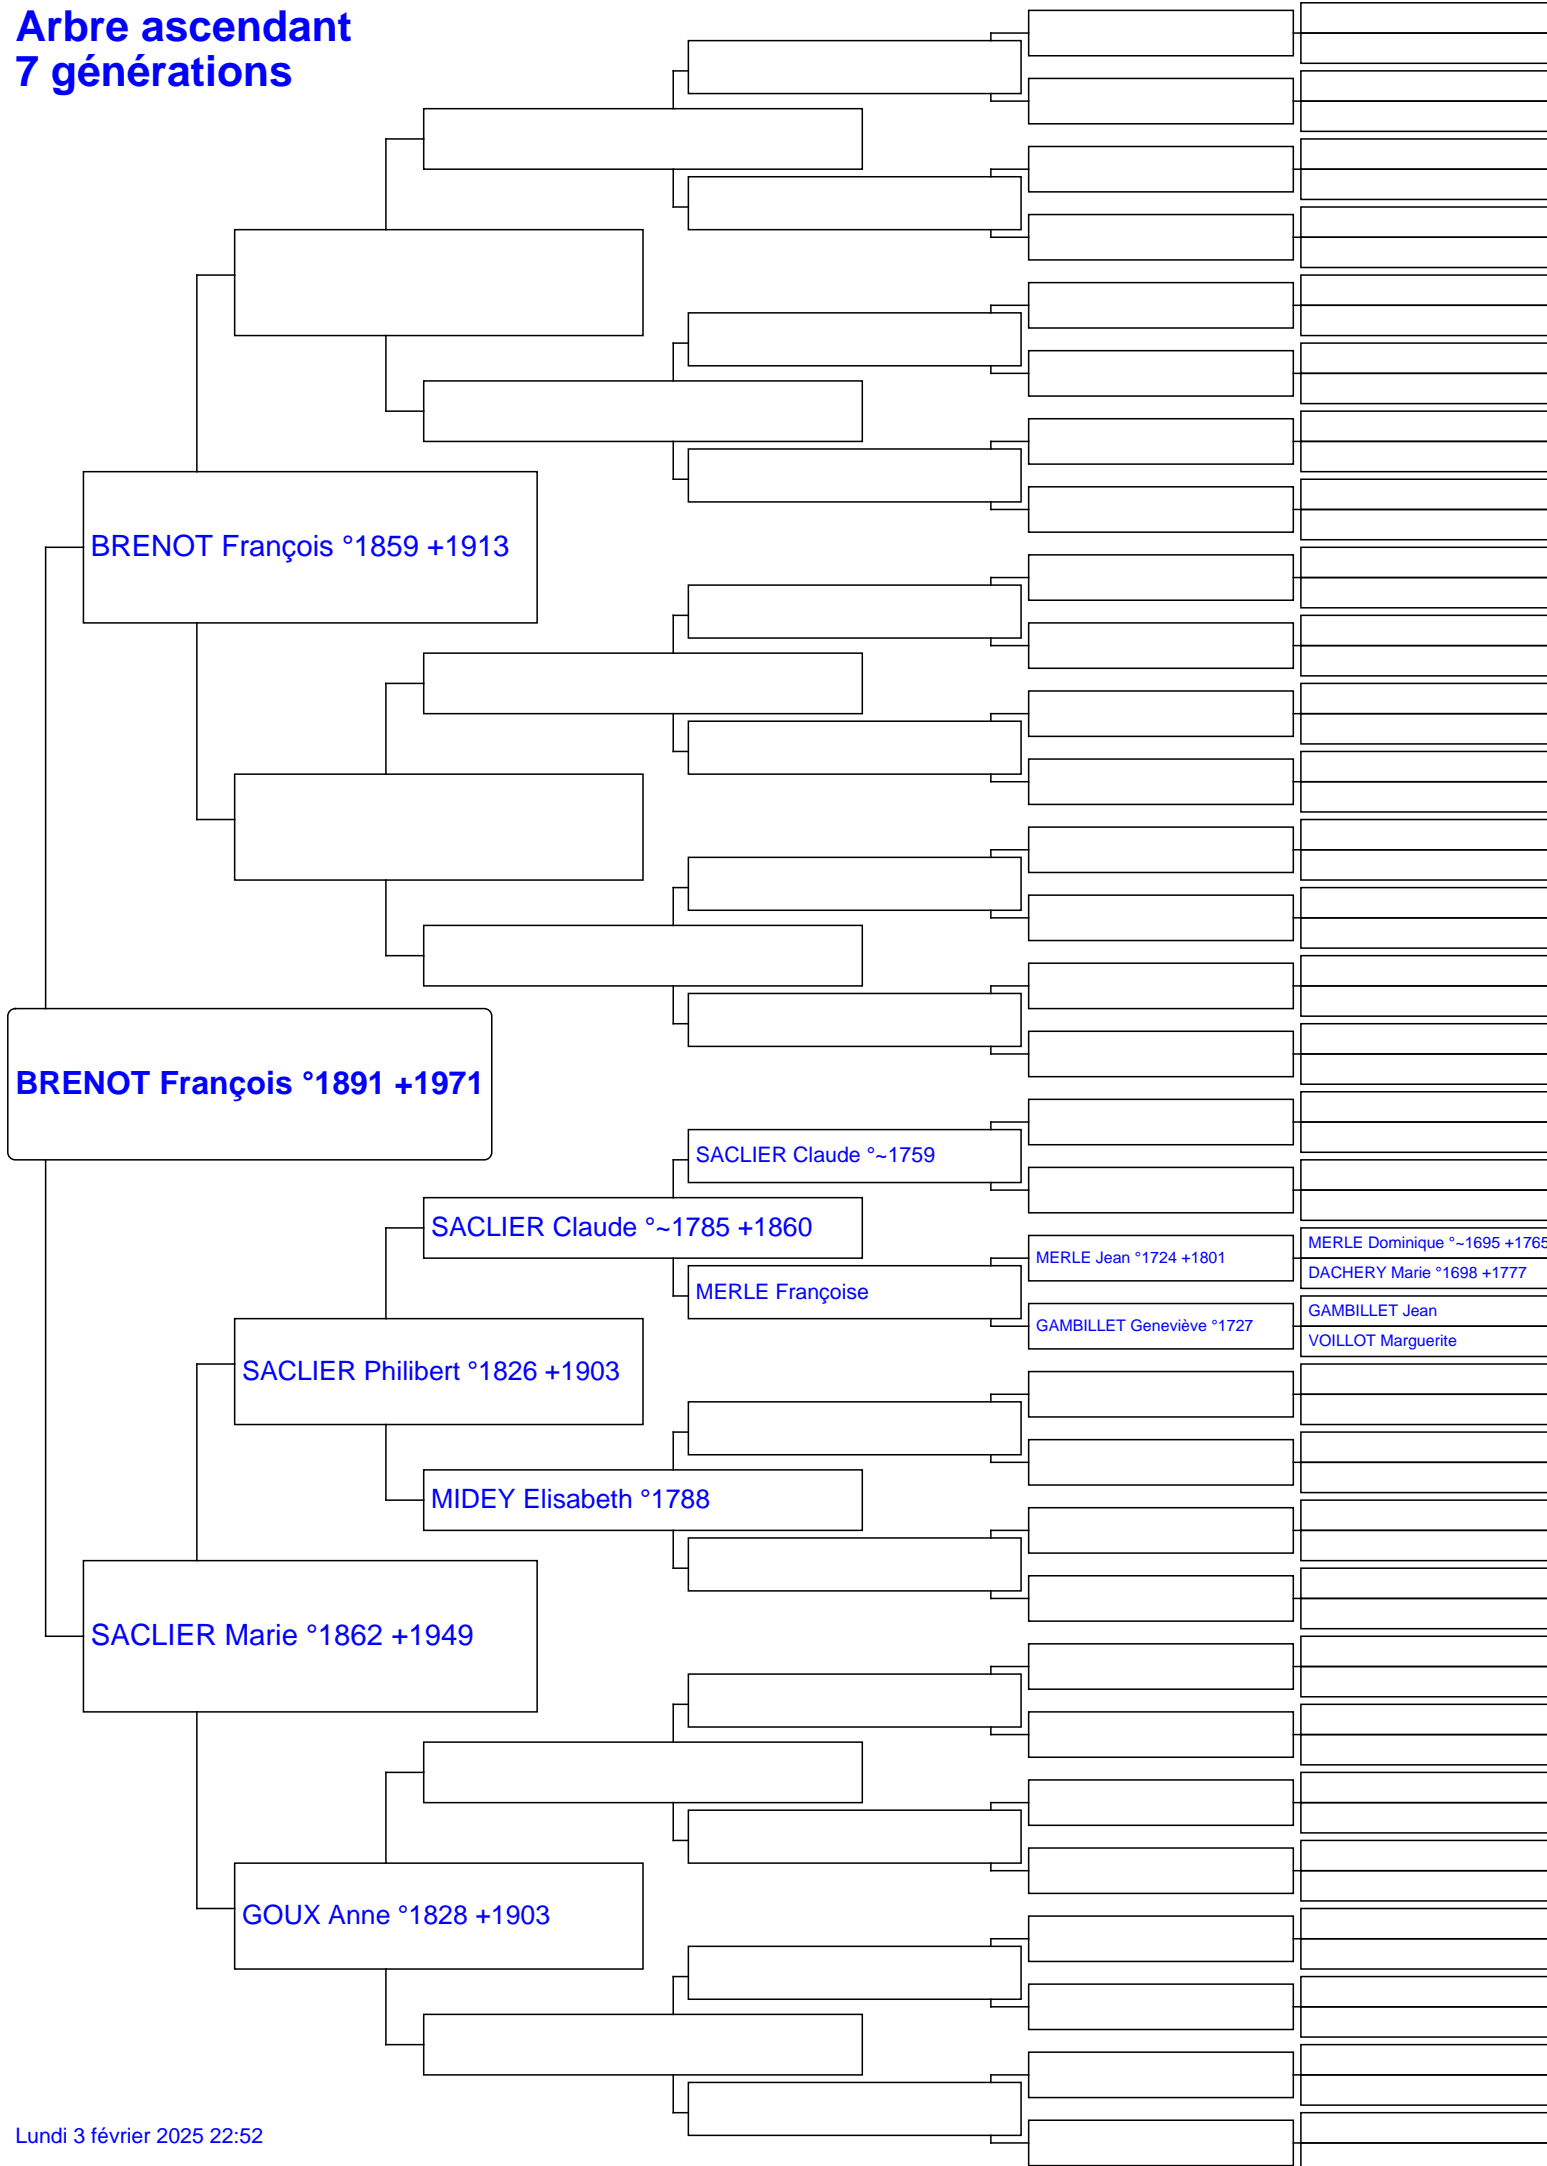 Arbre ascendant
7 générations
BRENOT François °1859 +1913
BRENOT François °1891 +1971
SACLIER Claude °~1759
SACLIER Claude °~1785 +1860
MERLE Jean °1724 +1801
MERLE Dominique °~1695 +1765
DACHERY Marie °1698 +1777
MERLE Françoise
GAMBILLET Geneviève °1727
GAMBILLET Jean
VOILLOT Marguerite
SACLIER Philibert °1826 +1903
MIDEY Elisabeth °1788
SACLIER Marie °1862 +1949
GOUX Anne °1828 +1903
Lundi 3 février 2025 22:52